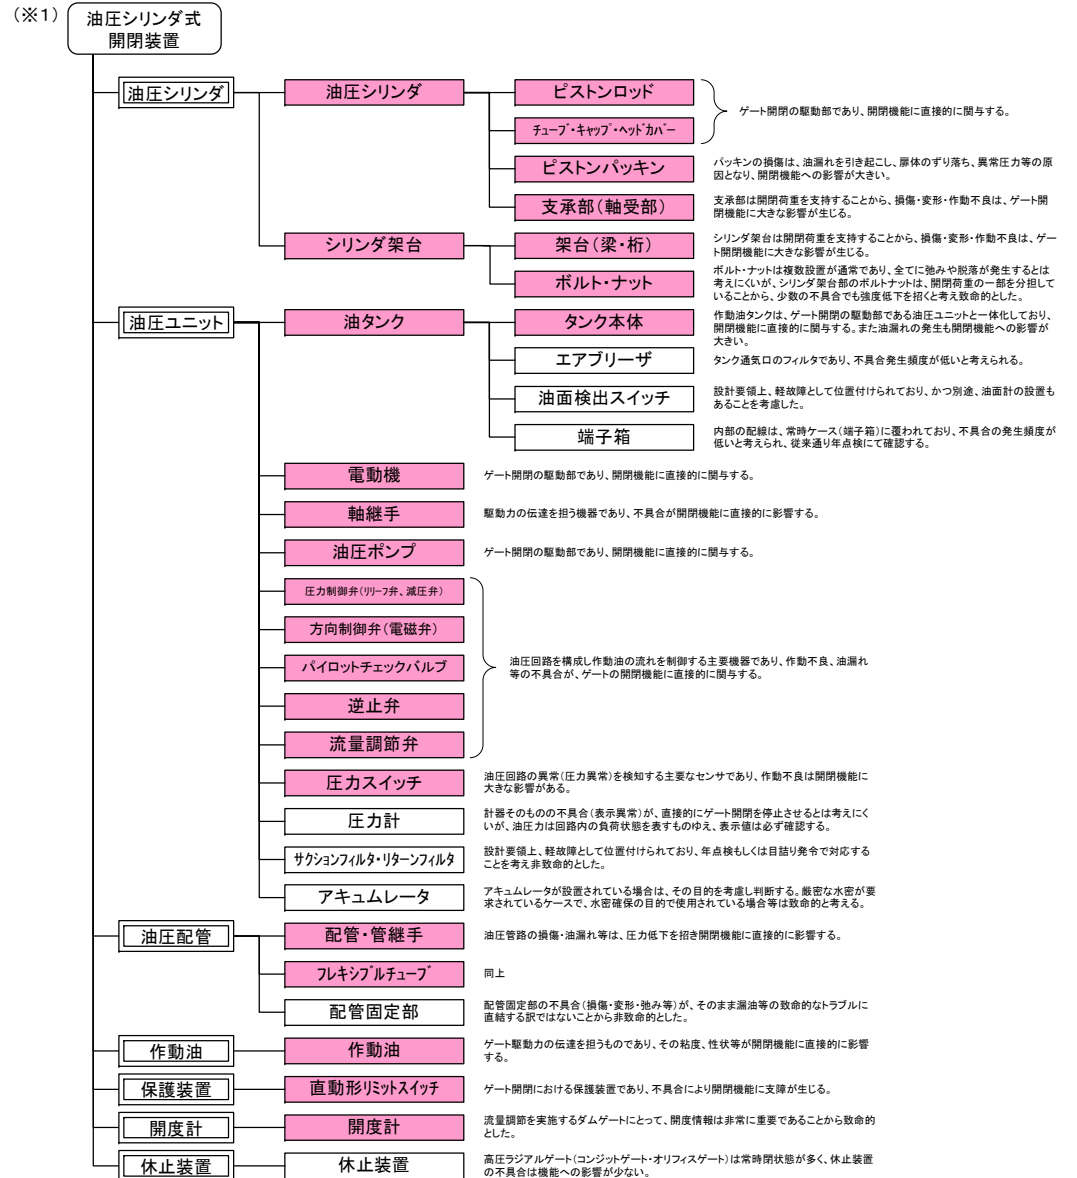 (※1)
油圧シリンダ式
開閉装置
油圧シリンダ
油圧シリンダ
ピストンロッド
ゲート開閉の駆動部であり、開閉機能に直接的に関与する。
チューブ・キャップ・ヘッドカバー
ピストンパッキン
パッキンの損傷は、油漏れを引き起こし、扉体のずり落ち、異常圧力等の原
因となり、開閉機能への影響が大きい。
支承部(軸受部)
支承部は開閉荷重を支持することから、損傷・変形・作動不良は、ゲート開
閉機能に大きな影響が生じる。
シリンダ架台
架台(梁・桁)
シリンダ架台は開閉荷重を支持することから、損傷・変形・作動不良は、ゲー
ト開閉機能に大きな影響が生じる。
ボルト・ナット
ボルト・ナットは複数設置が通常であり、全てに弛みや脱落が発生するとは
考えにくいが、シリンダ架台部のボルトナットは、開閉荷重の一部を分担して
いることから、少数の不具合でも強度低下を招くと考え致命的とした。
油圧ユニット
油タンク
タンク本体
作動油タンクは、ゲート開閉の駆動部である油圧ユニットと一体化しており、
開閉機能に直接的に関与する。また油漏れの発生も開閉機能への影響が
大きい。
エアブリーザ
タンク通気口のフィルタであり、不具合発生頻度が低いと考えられる。
油面検出スイッチ
設計要領上、軽故障として位置付けられており、かつ別途、油面計の設置も
あることを考慮した。
端子箱
内部の配線は、常時ケース(端子箱)に覆われており、不具合の発生頻度が
低いと考えられ、従来通り年点検にて確認する。
電動機
ゲート開閉の駆動部であり、開閉機能に直接的に関与する。
軸継手
駆動力の伝達を担う機器であり、不具合が開閉機能に直接的に影響する。
油圧ポンプ
ゲート開閉の駆動部であり、開閉機能に直接的に関与する。
圧力制御弁(リリーフ弁、減圧弁)
方向制御弁(電磁弁)
パイロットチェックバルブ
油圧回路を構成し作動油の流れを制御する主要機器であり、作動不良、油漏れ
等の不具合が、ゲートの開閉機能に直接的に関与する。
逆止弁
流量調節弁
圧力スイッチ
油圧回路の異常(圧力異常)を検知する主要なセンサであり、作動不良は開閉機能に
大きな影響がある。
圧力計
計器そのものの不具合(表示異常)が、直接的にゲート開閉を停止させるとは考えにく
いが、油圧力は回路内の負荷状態を表すものゆえ、表示値は必ず確認する。
サクションフィルタ・リターンフィルタ
設計要領上、軽故障として位置付けられており、年点検もしくは目詰り発令で対応する
ことを考え非致命的とした。
アキュムレータ
アキュムレータが設置されている場合は、その目的を考慮し判断する。厳密な水密が要
求されているケースで、水密確保の目的で使用されている場合等は致命的と考える。
油圧配管
配管・管継手
油圧管路の損傷・油漏れ等は、圧力低下を招き開閉機能に直接的に影響する。
フレキシブルチューブ
同上
配管固定部
配管固定部の不具合(損傷・変形・弛み等)が、そのまま漏油等の致命的なトラブルに
直結する訳ではないことから非致命的とした。
作動油
作動油
ゲート駆動力の伝達を担うものであり、その粘度、性状等が開閉機能に直接的に影響
する。
保護装置
直動形リミットスイッチ
ゲート開閉における保護装置であり、不具合により開閉機能に支障が生じる。
開度計
開度計
流量調節を実施するダムゲートにとって、開度情報は非常に重要であることから致命的
とした。
休止装置
休止装置
高圧ラジアルゲート(コンジットゲート・オリフィスゲート)は常時閉状態が多く、休止装置
の不具合は機能への影響が少ない。